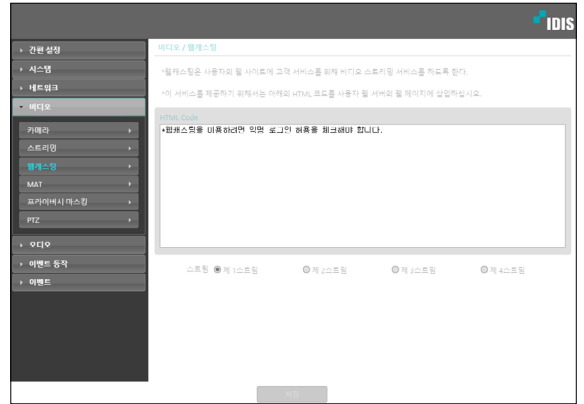 IDIS
간편 설정
시스템
네트워크
비디오
카메라
스트리밍
웹캐스팅
MAT
프라이버시 마스킹
PTZ
오디오
이벤트 동작
이벤트
비디오 / 웹캐스팅
*웹캐스팅은 사용자의 웹 사이트에 고객 서비스를 위해 비디오 스트리밍 서비스를 하도록 한다.
*이 서비스를 제공하기 위해서는 아래의 HTML 코드를 사용자 웹 서버의 웹 페이지에 삽입하십시오.
HTML Code
*웹캐스팅을 이용하려면 익명 로그인 허용을 체크해야 합니다.
스트림 제 1스트림 제 2스트림 제 3스트림 제 4스트림
저장